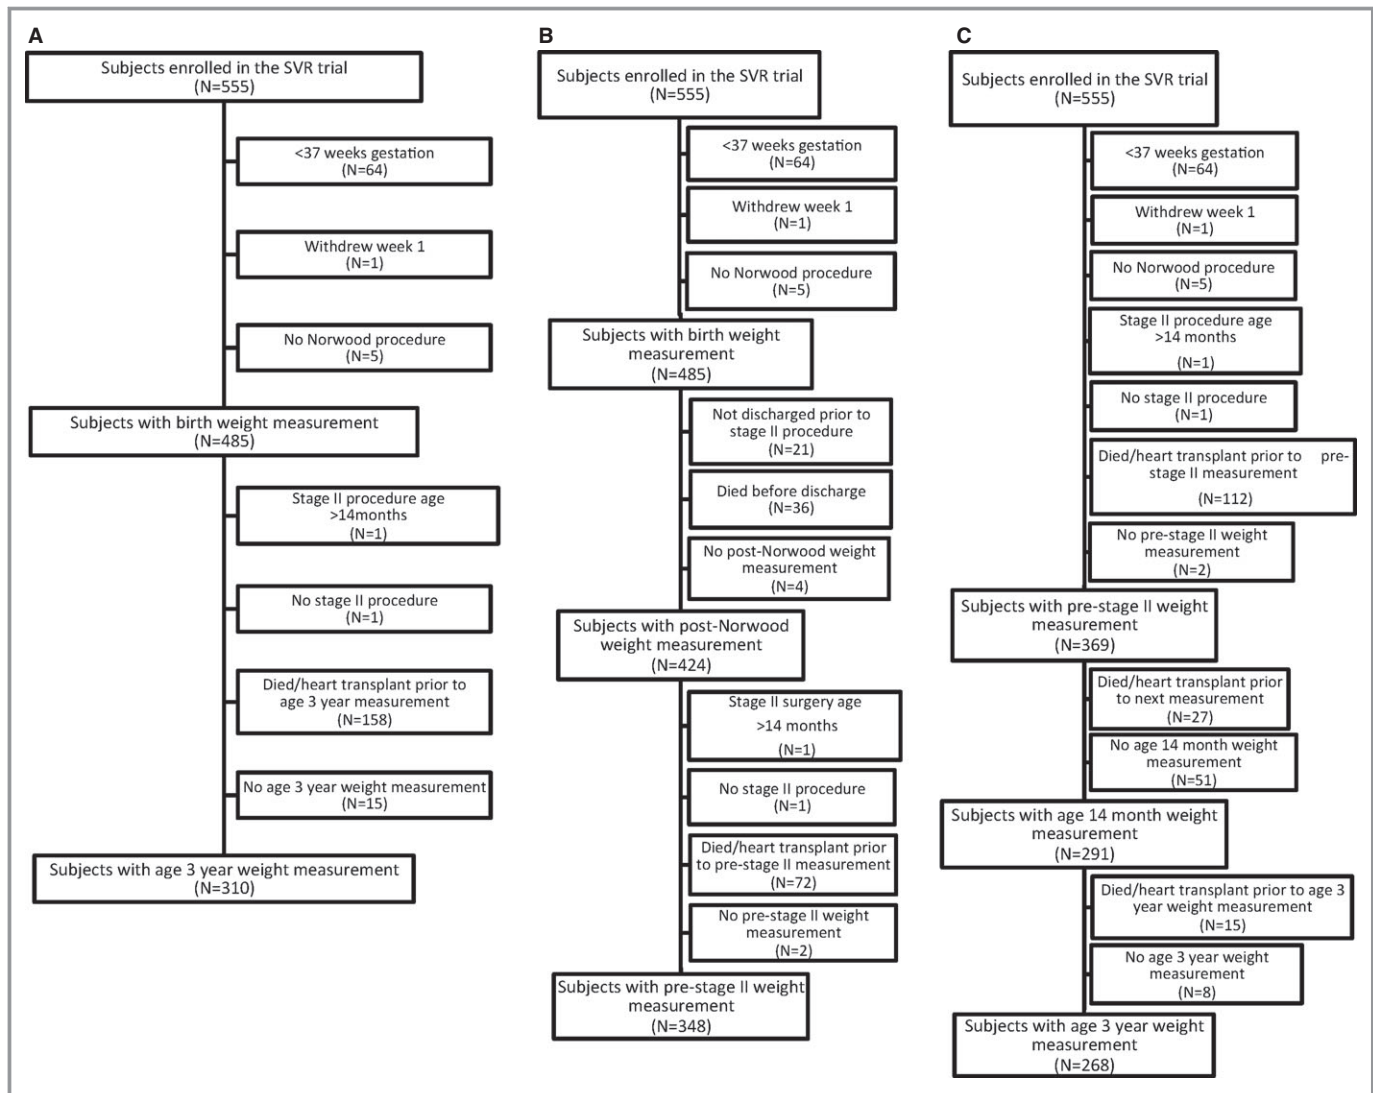 A
Subjects enrolled in the SVR trial
(N=555)
<37 weeks gestation
(N=64)
Withdrew week 1
(N=1)
No Norwood procedure
(N=5)
Subjects with birth weight measurement
(N=485)
Stage II procedure age
>14months
(N=1)
No stage II procedure
(N=1)
Died/heart transplant prior to
age 3 year measurement
(N=158)
No age 3 year weight measurement
(N=15)
Subjects with age 3 year weight measurement
(N=310)
B
Subjects enrolled in the SVR trial
(N=555)
<37 weeks gestation
(N=64)
Withdrew week 1
(N=1)
No Norwood procedure
(N=5)
Subjects with birth weight
measurement
(N=485)
Not discharged prior to
stage II procedure
(N=21)
Died before discharge
(N=36)
No post-Norwood weight
measurement
(N=4)
Subjects with post-Norwood
weight measurement
(N=424)
Stage II surgery age
>14 months
(N=1)
No stage II procedure
(N=1)
Died/heart transplant prior
to pre-stage II measurement
(N=72)
No pre-stage II weight
measurement
(N=2)
Subjects with pre-stage II weight
measurement
(N=348)
C
Subjects enrolled in the SVR trial
(N=555)
<37 weeks gestation
(N=64)
Withdrew week 1
(N=1)
No Norwood procedure
(N=5)
Stage II procedure age
>14 months
(N=1)
No stage II procedure
(N=1)
Died/heart transplant prior to pre-
stage II measurement
(N=112)
No pre-stage II weight
measurement
(N=2)
Subjects with pre-stage II weight
measurement
(N=369)
Died/heart transplant prior
to next measurement
(N=27)
No age 14 month weight
measurement
(N=51)
Subjects with age 14 month weight
measurement
(N=291)
Died/heart transplant prior to age 3
year weight measurement
(N=15)
No age 3 year weight
measurement
(N=8)
Subjects with age 3 year weight
measurement
(N=268)